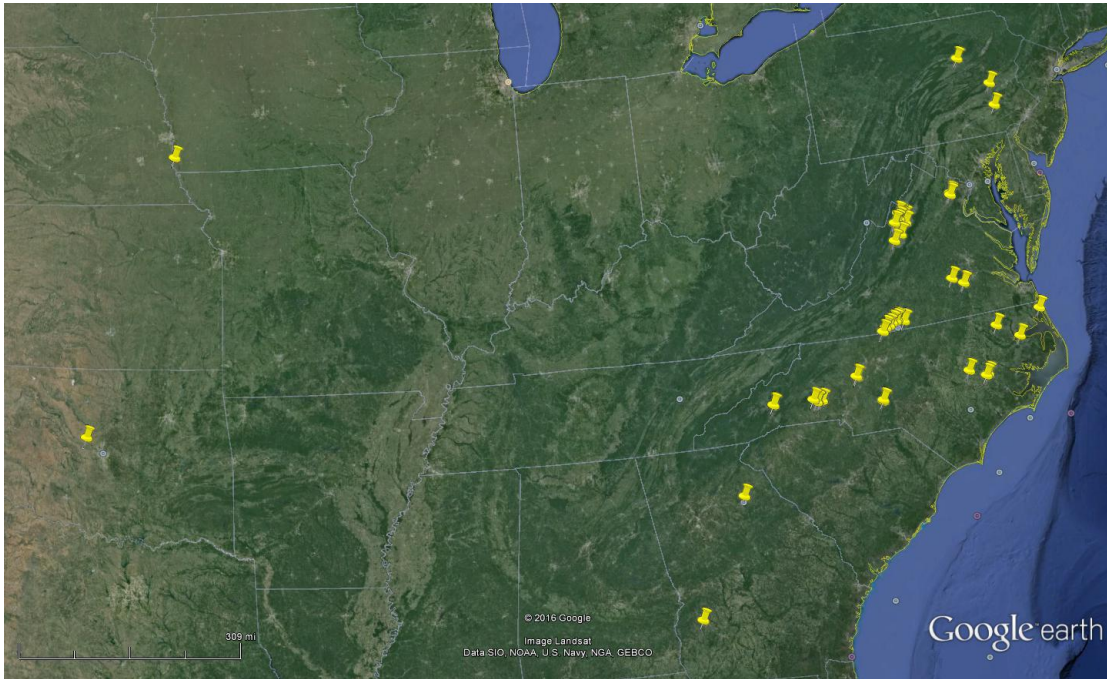 309 mi
© 2016 Google
Image Landsat
Data SIO, NOAA, U.S. Navy, NGA, GEBCO
Google earth